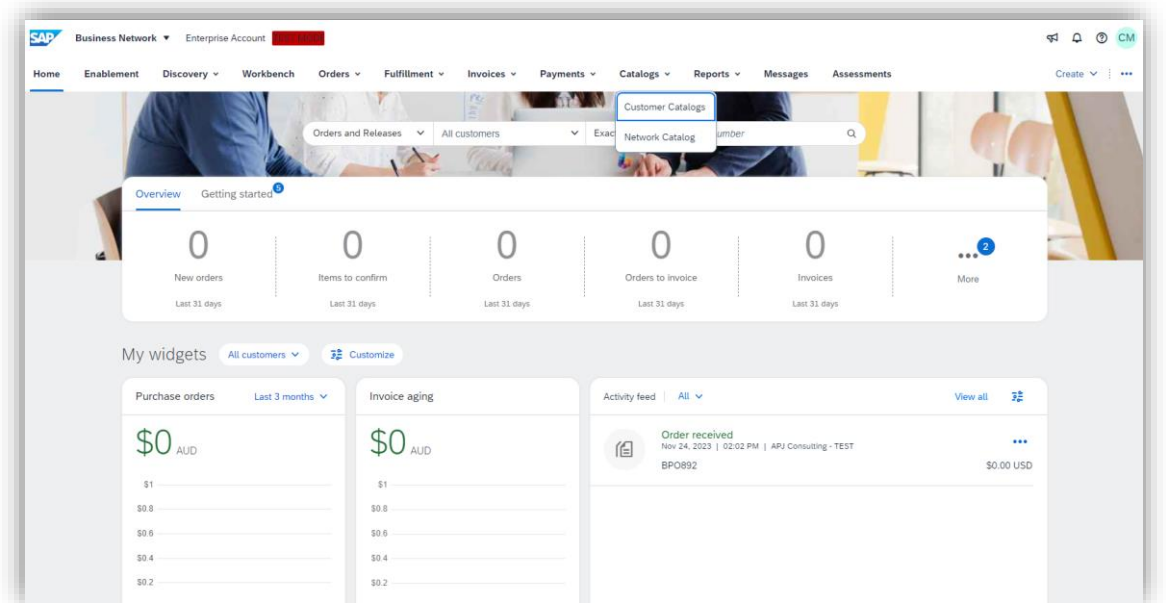 SAP Business Network Enterprise Account TEST MODE CM
Home Enablement Discovery Workbench Orders Fulfillment Invoices Payments Catalogs Reports Messages Assessments Create
Customer Catalogs
Network Catalog
Orders and Releases All customers Exac umber
Overview Getting started 5
0 0 0 0 0 ... 2
New orders Items to confirm Orders Orders to invoice Invoices More
Last 31 days Last 31 days Last 31 days Last 31 days Last 31 days
My widgets All customers Customize
Purchase orders Last 3 months Invoice aging Activity feed All View all
$0 AUD $0 AUD
Order received
Nov 24, 2023 | 02:02 PM | APJ Consulting - TEST
BPO892 $0.00 USD
$1 $1
$0.8 $0.8
$0.6 $0.6
$0.4 $0.4
$0.2 $0.2